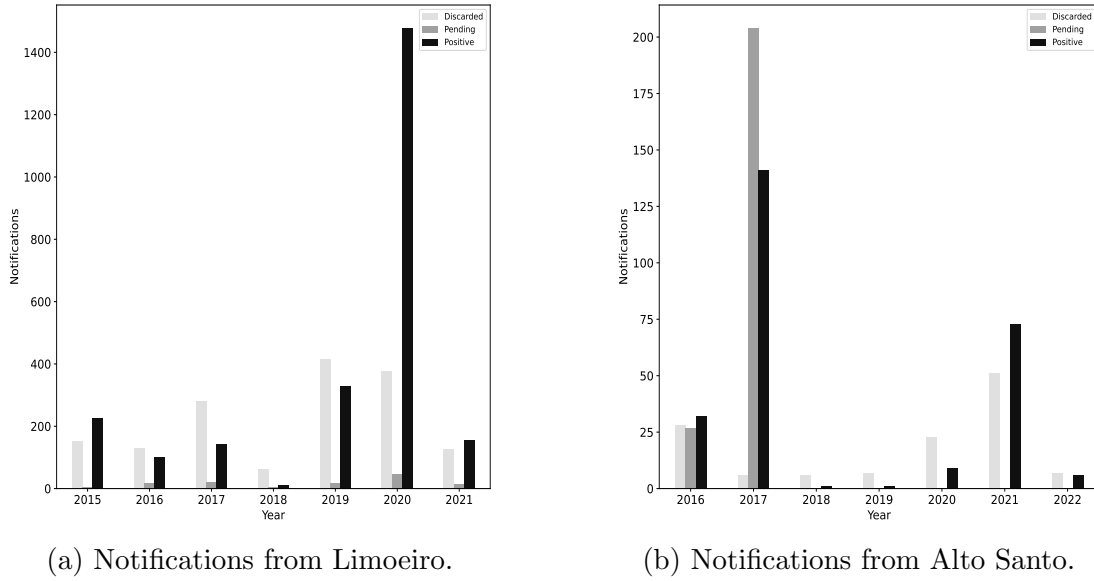 Discarded
Pending
Positive
1400
1200
1000
800
600
400
200
0
Notifications
2015 2016 2017 2018 2019 2020 2021
Year
(a) Notifications from Limoeiro.
Discarded
Pending
Positive
200
175
150
125
100
75
50
25
0
Notifications
2016 2017 2018 2019 2020 2021 2022
Year
(b) Notifications from Alto Santo.